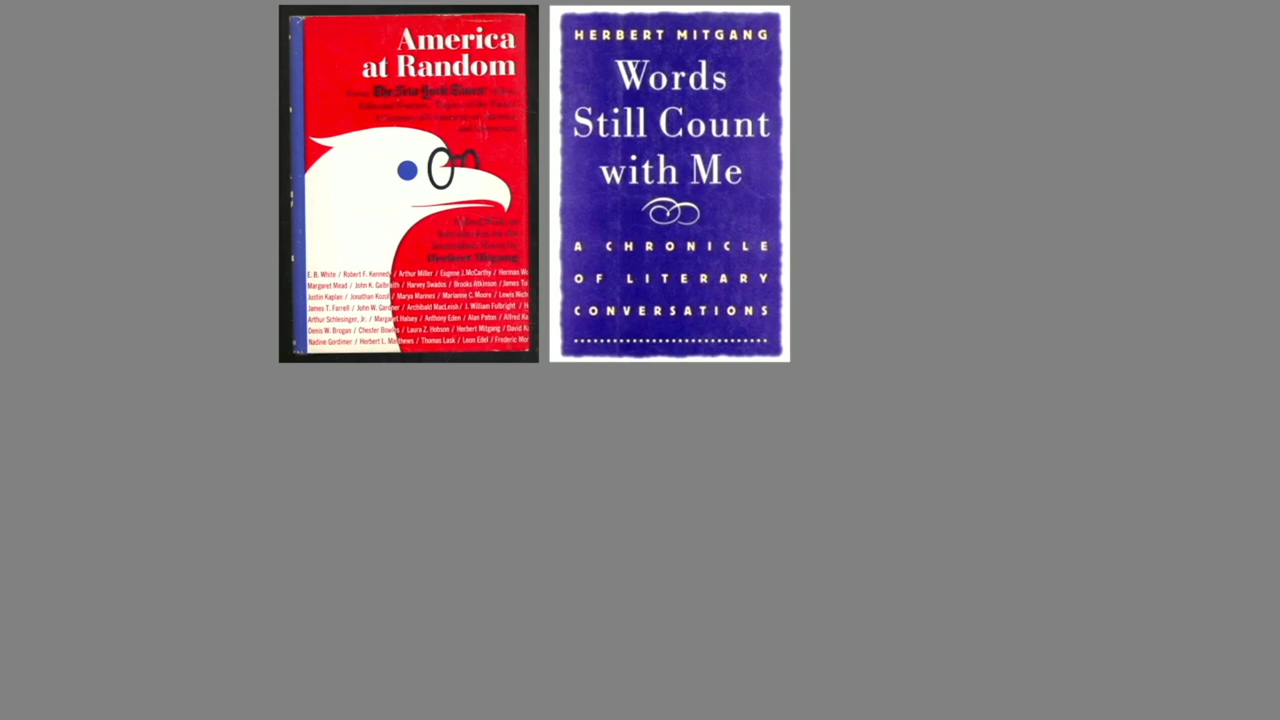 America
at Random
The New York Times
Herbert Mitgang
E. B. White / Robert F. Kennedy / Arthur Miller / Eugene J. McCarthy / Herman
Margaret Mead / John K. Galbraith / Harvey Swados / Brooks Atkinson / James
Justin Kaplan / Jonathan Kozol / Marya Mannes / Marianne C. Moore / Lewis
James T. Farrell / John W. Gardner / Archibald MacLeish / J. William Fulbright /
Arthur Schlesinger, Jr. / Margaret Halsey / Anthony Eden / Alan Paton / Alfred
Denis W. Brogan / Chester Bowles / Laura Z. Hobson / Herbert Mitgang / David
Nadine Gordimer / Herbert L. Matthews / Thomas Lask / Leon Edel / Frederic
HERBERT MITGANG
Words
Still Count
with Me
A CHRONICLE
OF LITERARY
CONVERSATIONS